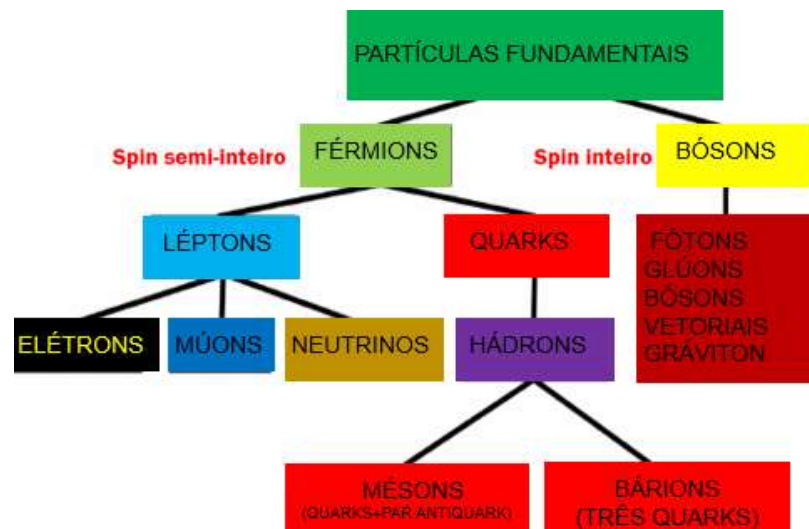 PARTÍCULAS FUNDAMENTAIS
Spin semi-inteiro
FÉRMIONS
Spin inteiro
BÓSONS
LÉPTONS
QUARKS
FÓTONS
GLÚONS
BÓSONS
VETORIAIS
GRÁVITON
ELÉTRONS
MÚONS
NEUTRINOS
HÁDRONS
MÉSONS
(QUARKS+PAR ANTIQUARK)
BÁRIONS
(TRÊS QUARKS)